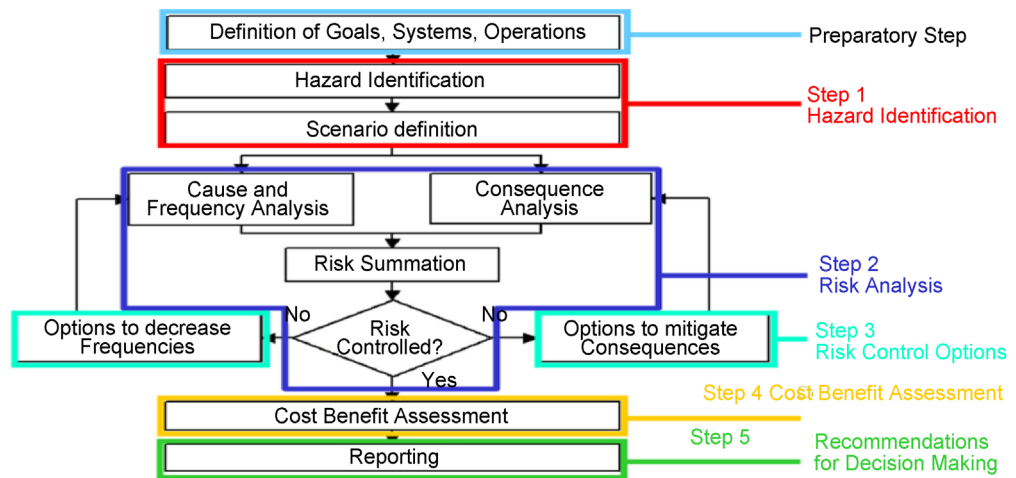 Definition of Goals, Systems, Operations
Preparatory Step
Hazard Identification
Scenario definition
Step 1
Hazard Identification
Cause and
Frequency Analysis
Consequence
Analysis
Risk Summation
Step 2
Risk Analysis
No
No
Options to decrease
Frequencies
Risk
Controlled?
Options to mitigate
Consequences
Step 3
Risk Control Options
Yes
Step 4 Cost Benefit Assessment
Cost Benefit Assessment
Step 5
Recommendations
for Decision Making
Reporting